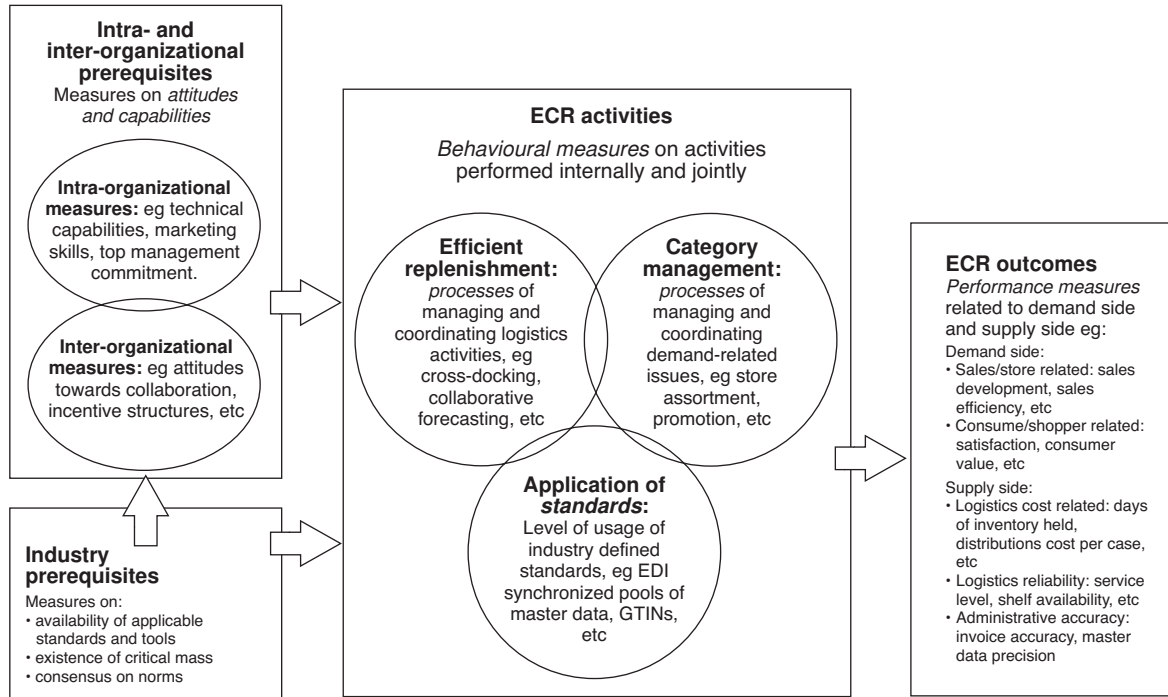 Intra- and
inter-organizational
prerequisites
Measures on attitudes
and capabilities
Intra-organizational
measures: eg technical
capabilities, marketing
skills, top management
commitment.
Inter-organizational
measures: eg attitudes
towards collaboration,
incentive structures, etc
Industry
prerequisites
Measures on:
• availability of applicable
standards and tools
• existence of critical mass
• consensus on norms
ECR activities
Behavioural measures on activities
performed internally and jointly
Efficient
replenishment:
processes of
managing and
coordinating logistics
activities, eg
cross-docking,
collaborative
forecasting, etc
Category
management:
processes of
managing and
coordinating
demand-related
issues, eg store
assortment,
promotion, etc
Application of
standards:
Level of usage of
industry defined
standards, eg EDI
synchronized pools of
master data, GTINs,
etc
ECR outcomes
Performance measures
related to demand side
and supply side eg:
Demand side:
• Sales/store related: sales
development, sales
efficiency, etc
• Consume/shopper related:
satisfaction, consumer
value, etc
Supply side:
• Logistics cost related: days
of inventory held,
distributions cost per case,
etc
• Logistics reliability: service
level, shelf availability, etc
• Administrative accuracy:
invoice accuracy, master
data precision